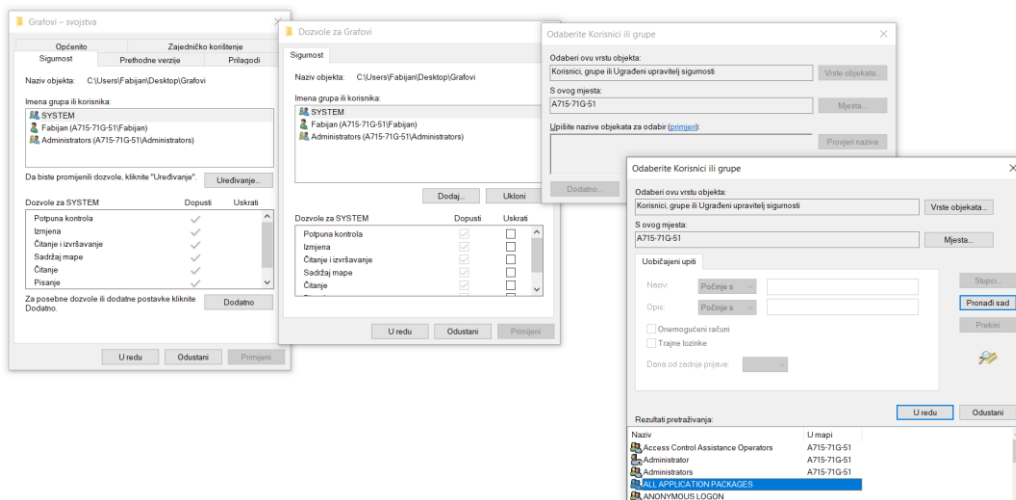 Grafovi – svojstva
Općenito
Zajedničko korištenje
Sigurnost
Prethodne verzije
Prilagodi
Naziv objekta: C:\Users\Fabijan\Desktop\Grafovi
Imena grupa ili korisnika:
SYSTEM
Fabijan (A715-71G-51\Fabijan)
Administrators (A715-71G-51\Administrators)
Da biste promijenili dozvole, kliknite "Uređivanje".
Uređivanje...
Dozvole za SYSTEM Dopusti Uskrati
Potpuna kontrola
Izmjena
Čitanje i izvršavanje
Sadržaj mape
Čitanje
Pisanje
Za posebne dozvole ili dodatne postavke kliknite
Dodatno.
Dodatno
U redu
Odustani
Primijeni
Dozvole za Grafovi
Sigurnost
Naziv objekta: C:\Users\Fabijan\Desktop\Grafovi
Imena grupa ili korisnika:
SYSTEM
Fabijan (A715-71G-51\Fabijan)
Administrators (A715-71G-51\Administrators)
Dodaj...
Ukloni
Dozvole za SYSTEM Dopusti Uskrati
Potpuna kontrola
Izmjena
Čitanje i izvršavanje
Sadržaj mape
Čitanje
U redu
Odustani
Primijeni
Odaberite Korisnici ili grupe
Odaberi ovu vrstu objekta:
Korisnici, grupe ili Ugrađeni upravitelj sigurnosti
Vrste objekata...
S ovog mjesta:
A715-71G-51
Mjesta...
Upišite nazive objekata za odabir (primjeri):
Provjeri nazive
Dodatno...
Odaberite Korisnici ili grupe
Odaberi ovu vrstu objekta:
Korisnici, grupe ili Ugrađeni upravitelj sigurnosti
Vrste objekata...
S ovog mjesta:
A715-71G-51
Mjesta...
Uobičajeni upiti
Naziv: Počinje s
Opis: Počinje s
Onemogućeni računi
Trajne lozinke
Dana od zadnje prijave:
Stupci...
Pronađi sad
Prekini
U redu
Odustani
Rezultati pretraživanja:
Naziv U mapi
Access Control Assistance Operators A715-71G-51
Administrator A715-71G-51
Administrators A715-71G-51
ALL APPLICATION PACKAGES
ANONYMOUS LOGON